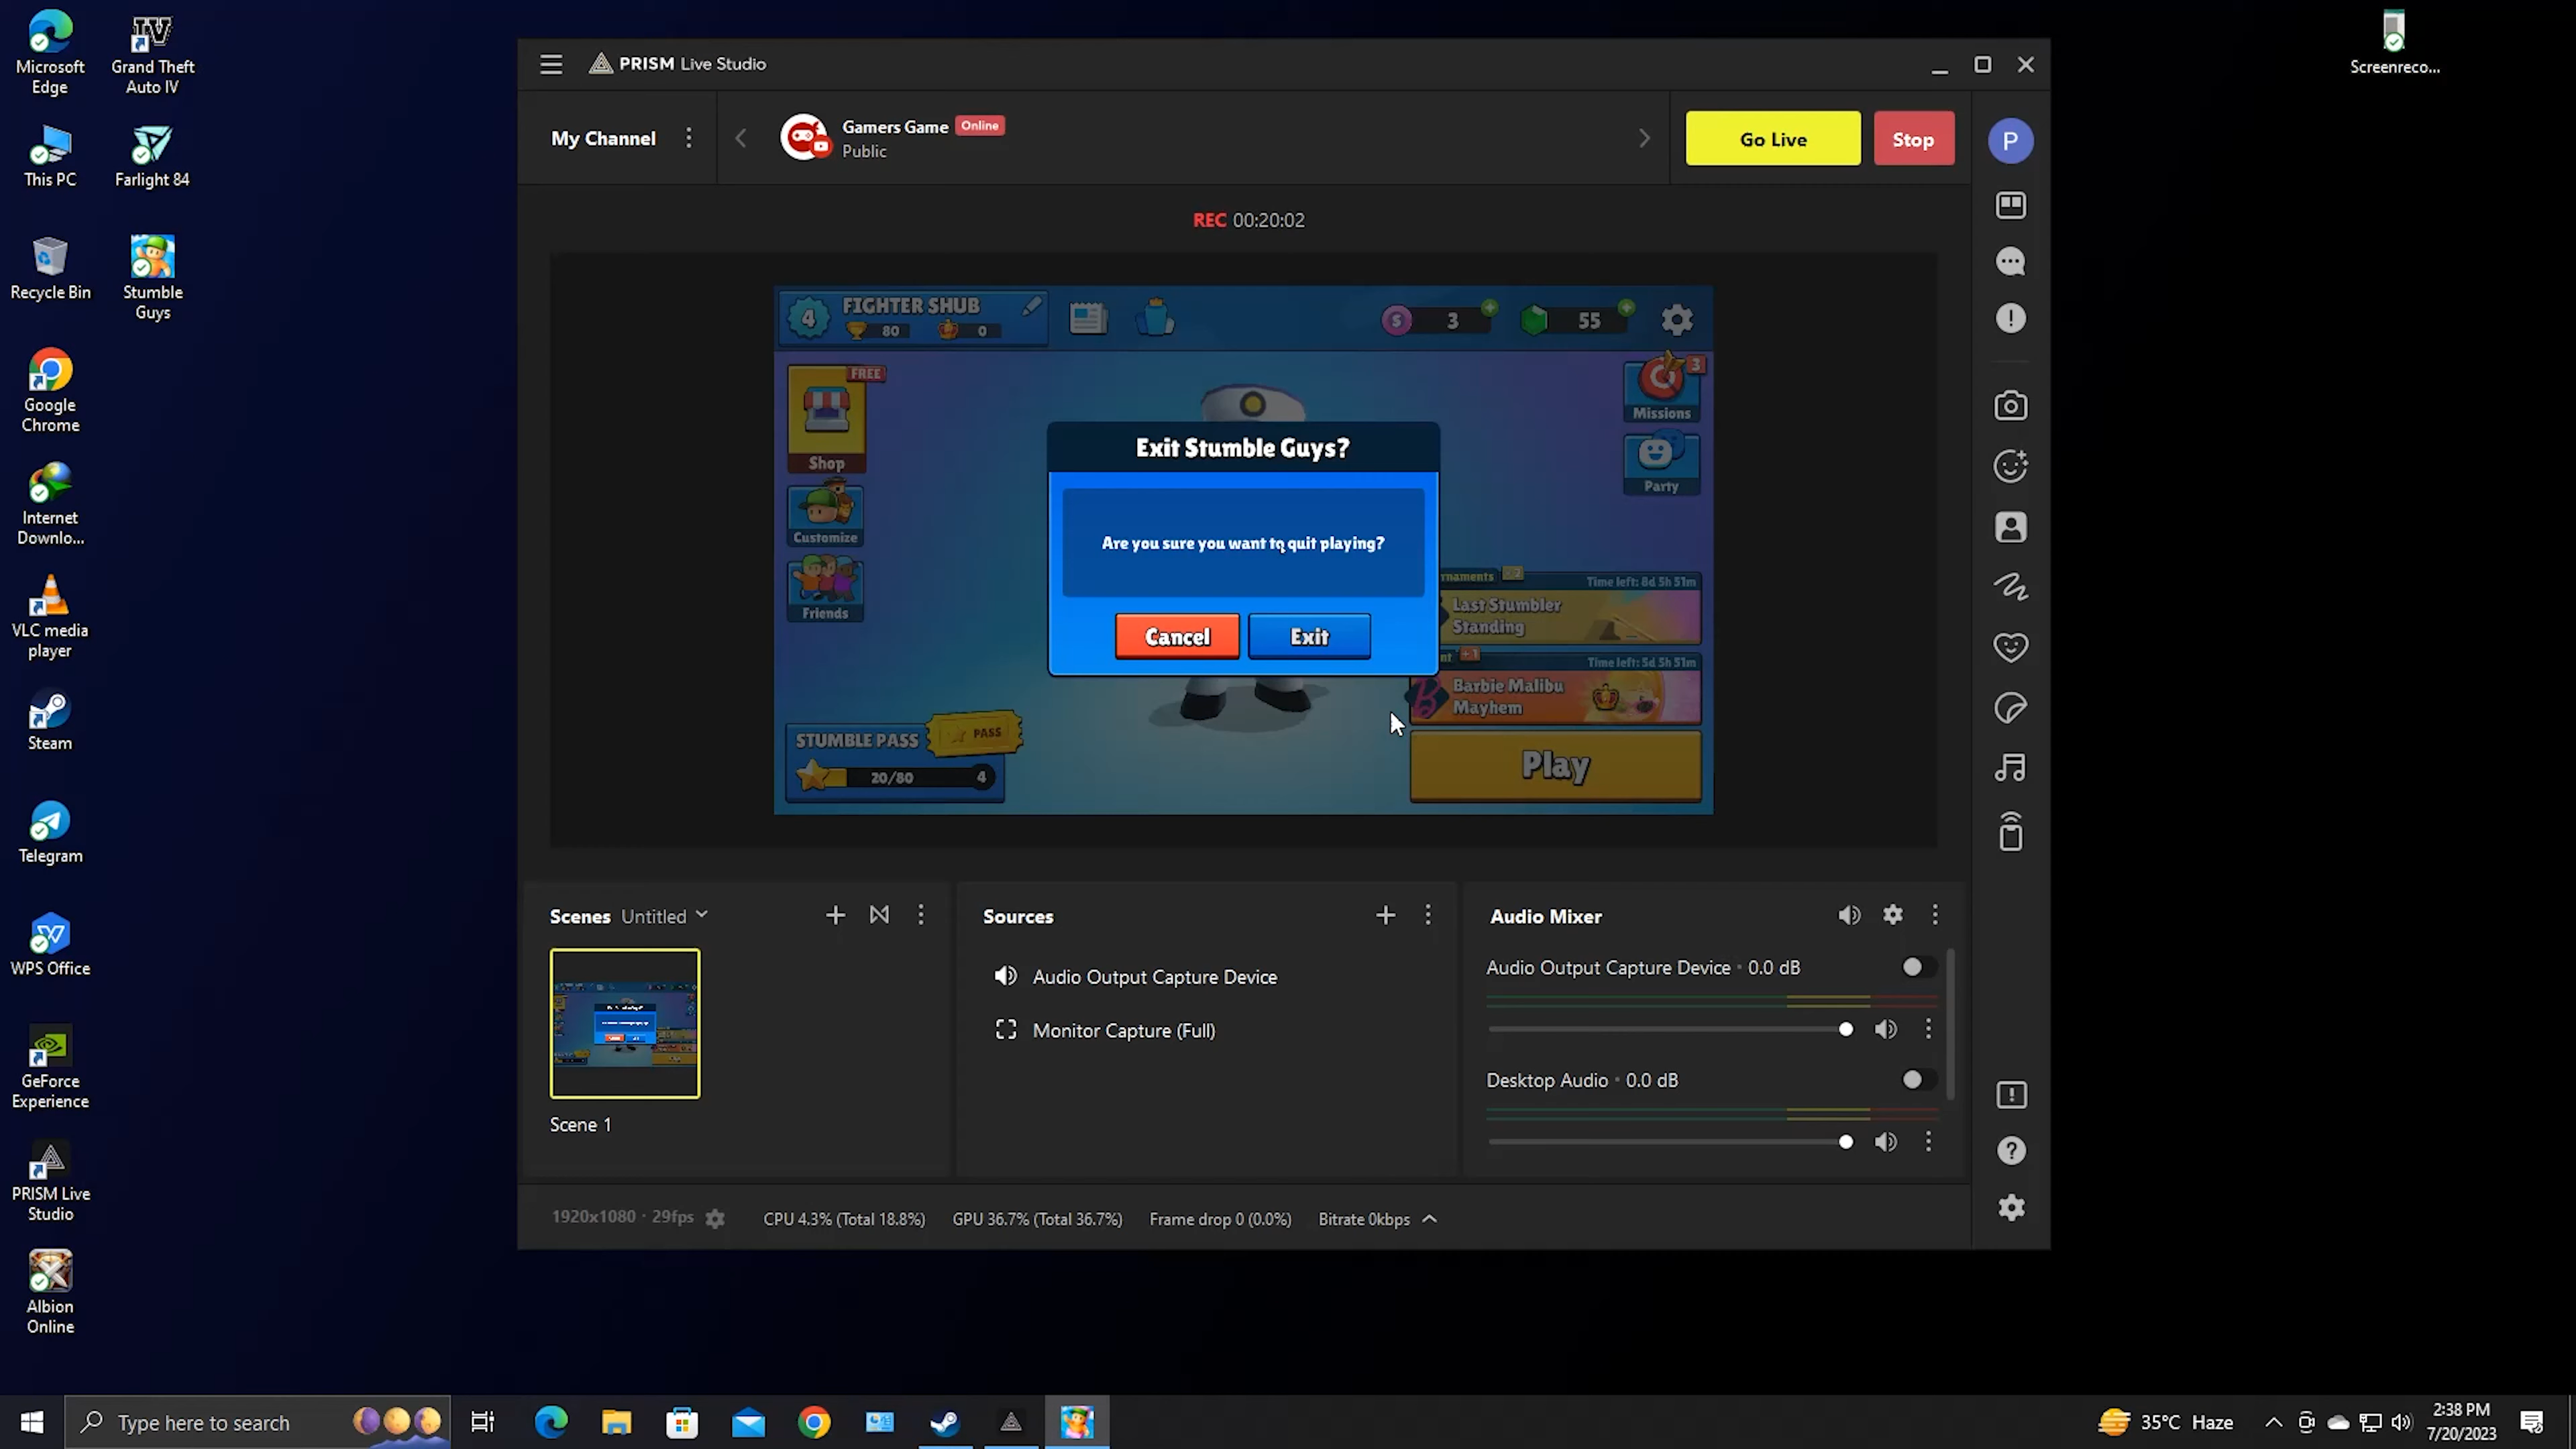 Microsoft
Edge
Grand Theft
Auto IV
This PC
Farlight 84
Recycle Bin
Stumble
Guys
Google
Chrome
Internet
Downlo...
VLC media
player
Steam
Telegram
WPS Office
GeForce
Experience
PRISM Live
Studio
Albion
Online
Screenreco...
PRISM Live Studio
My Channel
Gamers Game Online
Public
Go Live
Stop
P
REC 00:20:02
4
FIGHTER SHUB
80
0
S 3
55
FREE
Shop
Customize
Friends
3
Missions
Party
Exit Stumble Guys?
Are you sure you want to quit playing?
Cancel
Exit
Time left: 8d 5h 51m
Last Stumbler
Standing
Time left: 5d 5h 51m
Barbie Malibu
Mayhem
STUMBLE PASS
PASS
20/80 4
Play
Scenes Untitled
Scene 1
Sources
Audio Output Capture Device
Monitor Capture (Full)
Audio Mixer
Audio Output Capture Device • 0.0 dB
Desktop Audio • 0.0 dB
1920x1080 · 29fps
CPU 4.3% (Total 18.8%)
GPU 36.7% (Total 36.7%)
Frame drop 0 (0.0%)
Bitrate 0kbps
Type here to search
35°C Haze
2:38 PM
7/20/2023